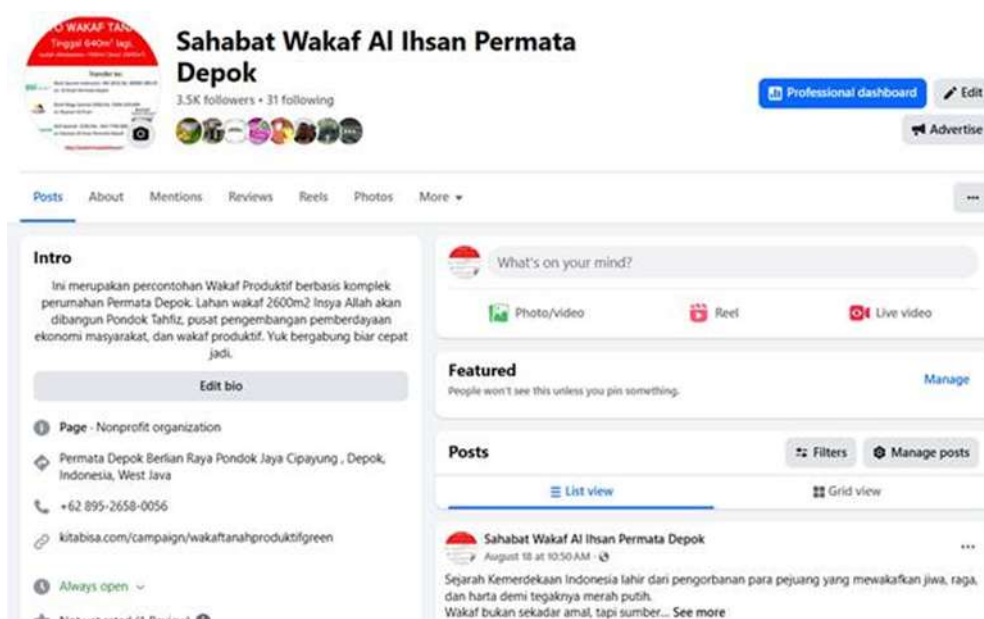 O WAKAF TAN
Tinggal 640m² lagi.
Transfer ke:
Sahabat Wakaf Al Ihsan Permata
Depok
3.5K followers • 31 following
Professional dashboard
Edit
Advertise
Posts
About
Mentions
Reviews
Reels
Photos
More
Intro
Ini merupakan percontohan Wakaf Produktif berbasis komplek
perumahan Permata Depok. Lahan wakaf 2600m2 Insya Allah akan
dibangun Pondok Tahfiz, pusat pengembangan pemberdayaan
ekonomi masyarakat, dan wakaf produktif. Yuk bergabung biar cepat
jadi.
Edit bio
Page · Nonprofit organization
Permata Depok Berlian Raya Pondok Jaya Cipayung , Depok,
Indonesia, West Java
+62 895-2658-0056
kitabisa.com/campaign/wakaftanahproduktifgreen
Always open
Not yet rated (1 Review)
What's on your mind?
Photo/video
Reel
Live video
Featured
People won't see this unless you pin something.
Manage
Posts
Filters
Manage posts
List view
Grid view
Sahabat Wakaf Al Ihsan Permata Depok
August 18 at 10:50 AM ·
Sejarah Kemerdekaan Indonesia lahir dari pengorbanan para pejuang yang mewakafkan jiwa, raga,
dan harta demi tegaknya merah putih.
Wakaf bukan sekadar amal, tapi sumber... See more